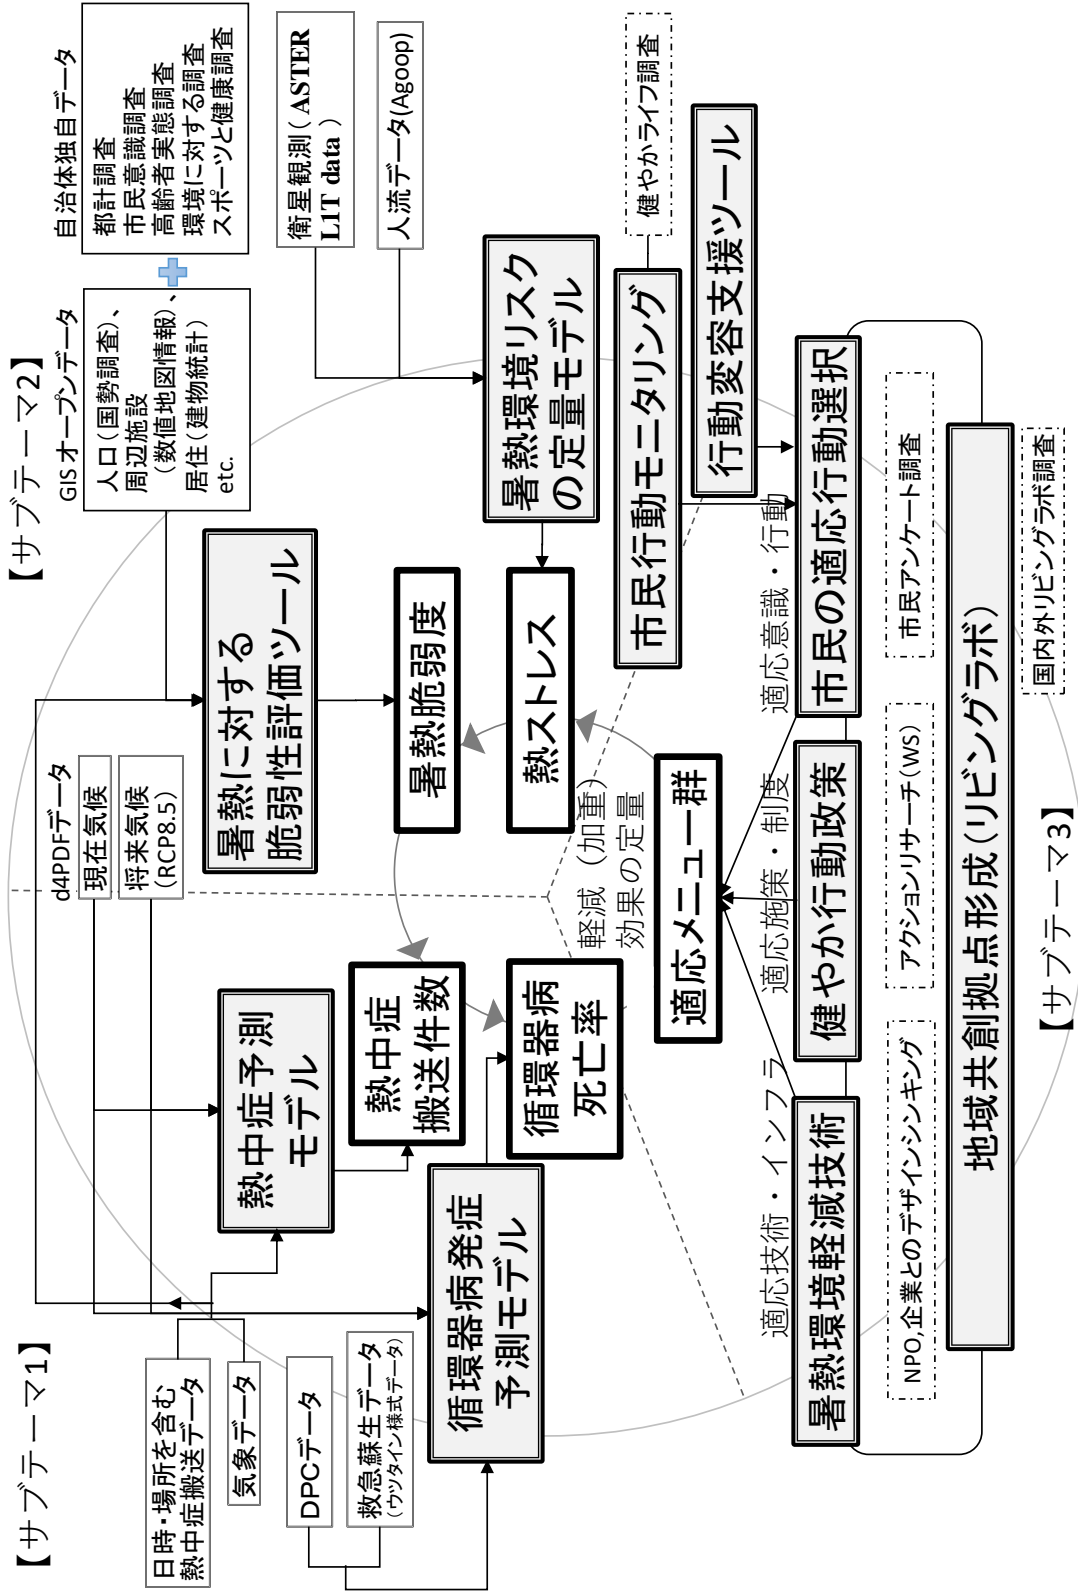 【サブテーマ1】
日時・場所を含む
熱中症搬送データ
気象データ
DPCデータ
救急蘇生データ
（ウツタイン様式データ）
熱中症予測
モデル
循環器病発症
予測モデル
熱中症
搬送件数
循環器病
死亡率
d4PDFデータ
現在気候
将来気候
（RCP8.5）
【サブテーマ2】
GISオープンデータ
人口（国勢調査）、
周辺施設
（数値地図情報）、
居住（建物統計）
etc.
自治体独自データ
都計調査
市民意識調査
高齢者実態調査
環境に対する調査
スポーツと健康調査
衛星観測（ASTER
L1T data）
人流データ(Agoop)
暑熱に対する
脆弱性評価ツール
暑熱脆弱度
暑熱環境リスク
の定量モデル
熱ストレス
軽減（加重）
効果の定量
適応メニュー群
市民行動モニタリング
健やかライフ調査
行動変容支援ツール
適応技術・インフラ
適応施策・制度
適応意識・行動
暑熱環境軽減技術
健やか行動政策
市民の適応行動選択
NPO,企業とのデザインシンキング
アクションリサーチ(WS)
市民アンケート調査
地域共創拠点形成（リビングラボ）
国内外リビングラボ調査
【サブテーマ3】